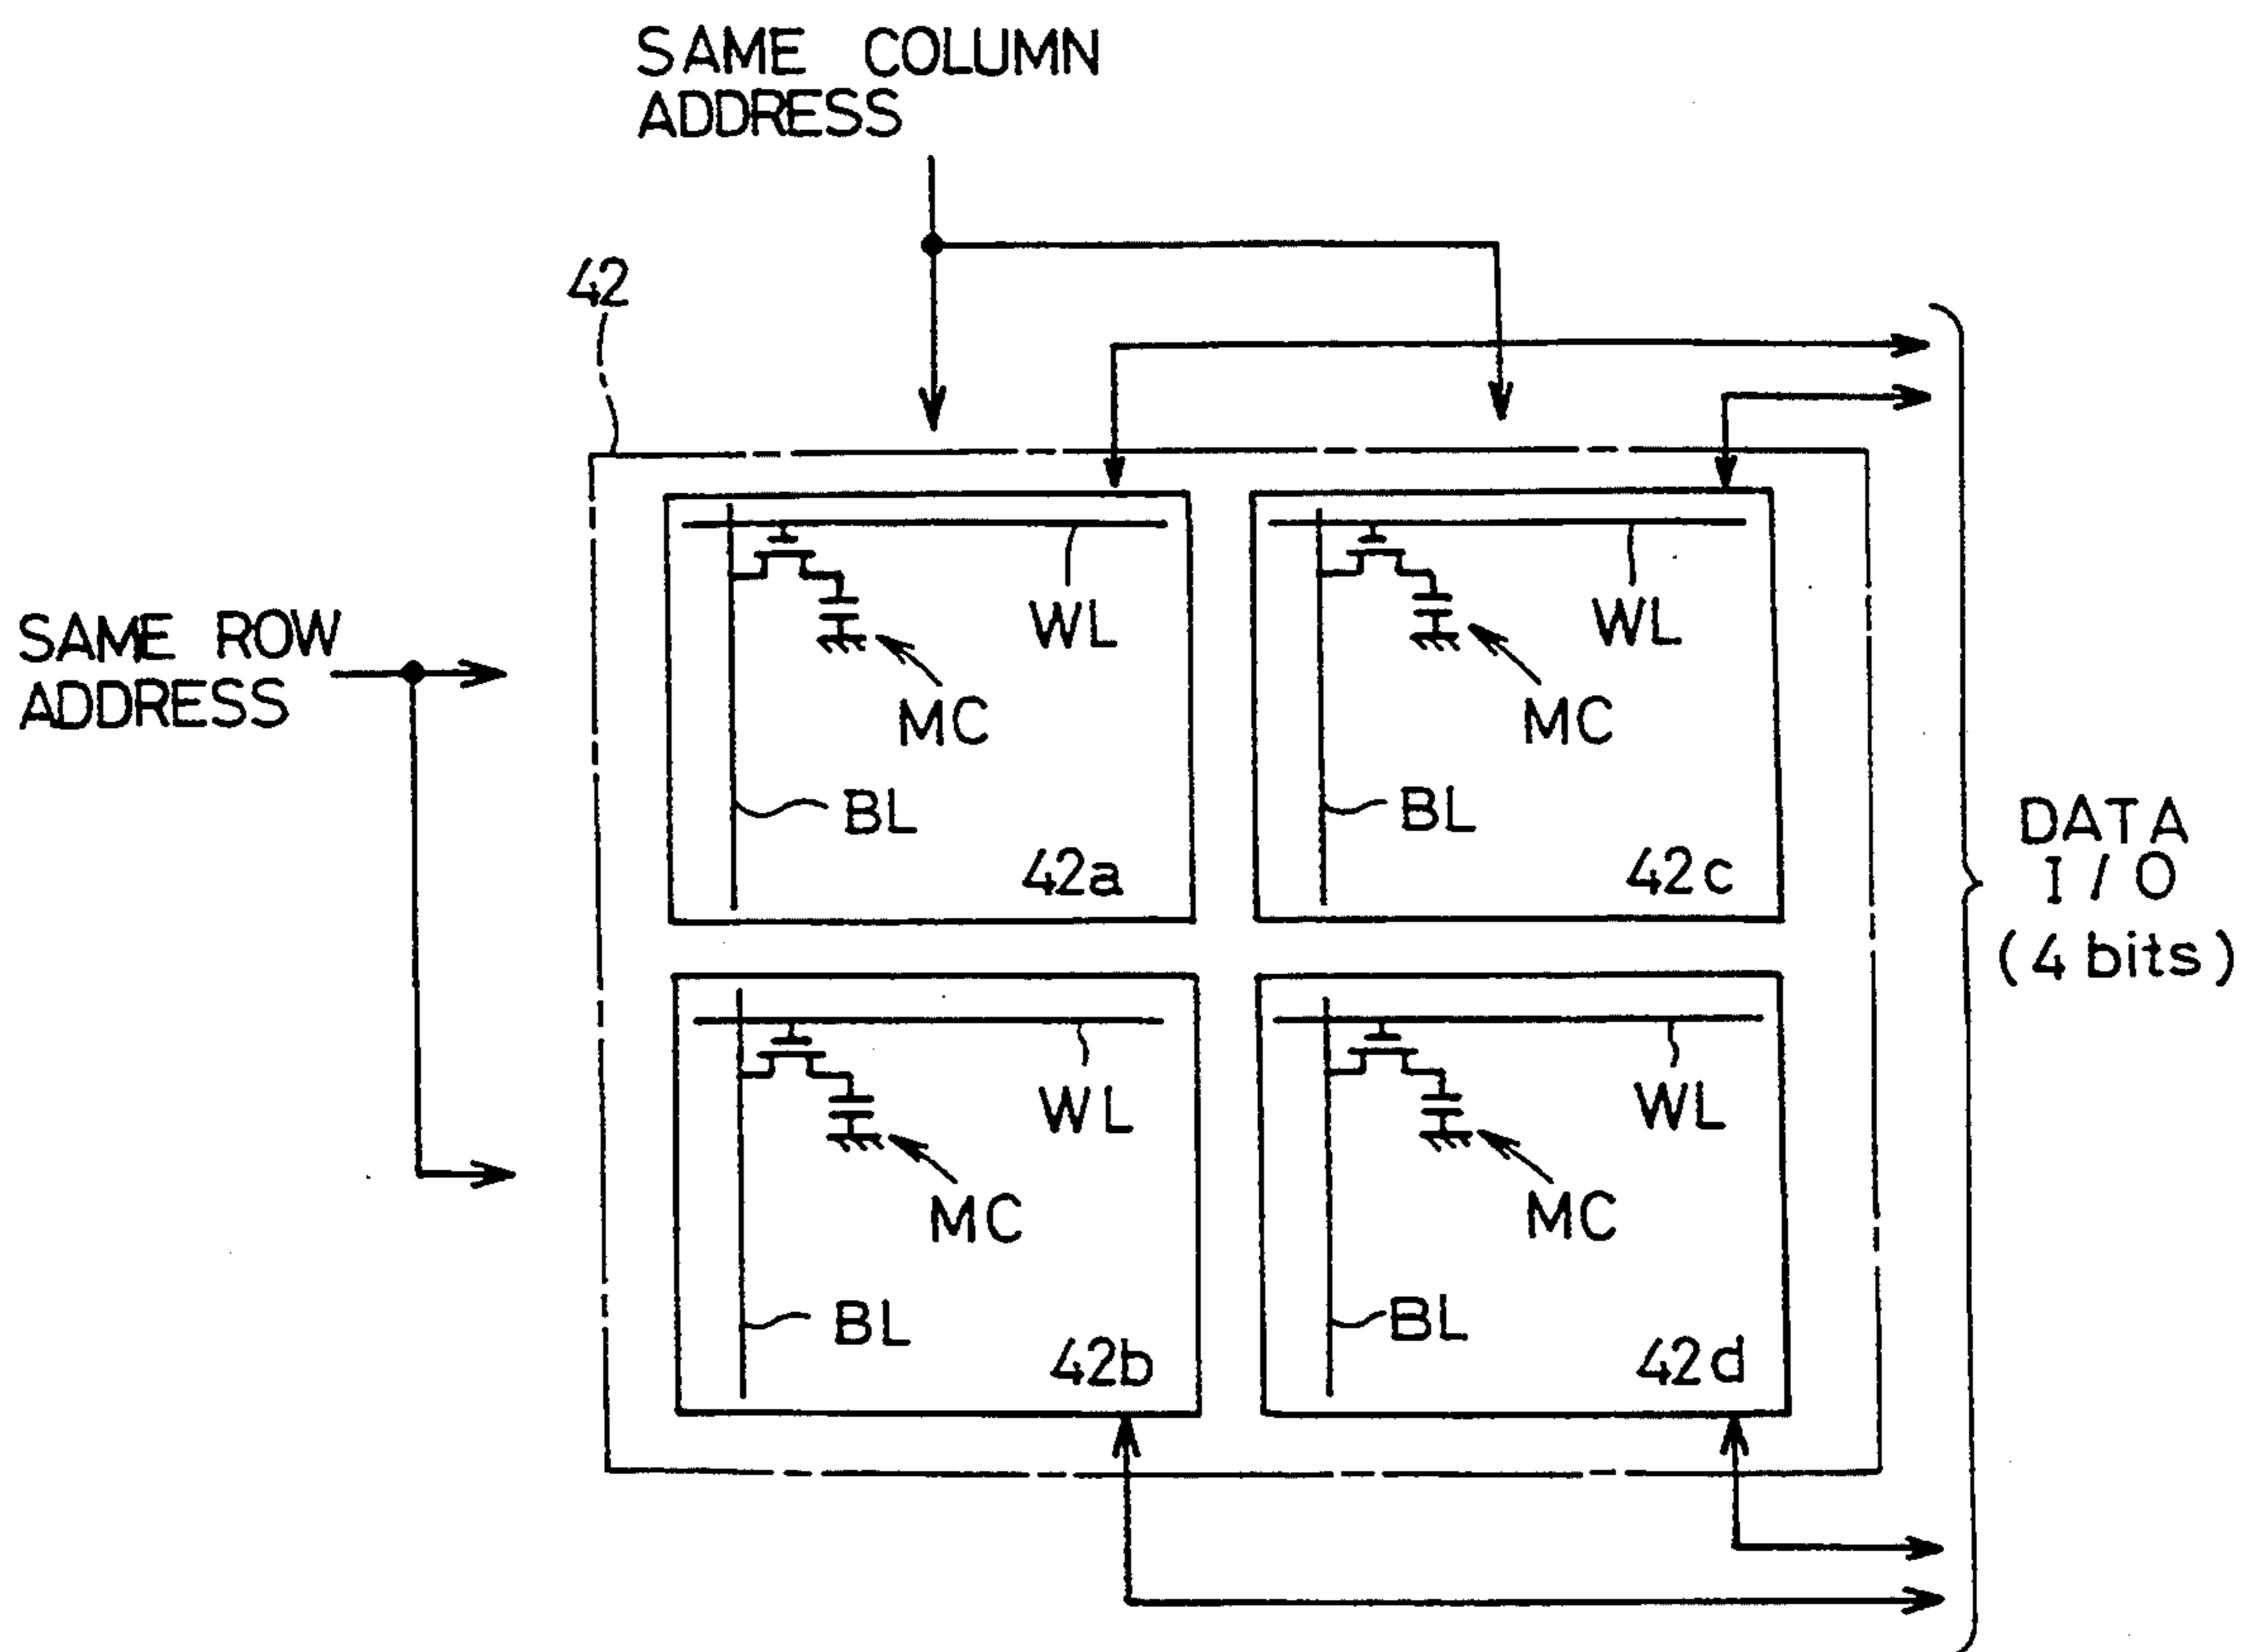 SAME COLUMN
ADDRESS
42
SAME ROW
ADDRESS
WL
MC
BL
42a
WL
MC
BL
42c
WL
MC
BL
42b
WL
MC
BL
42d
DATA
I/O
(4 bits)